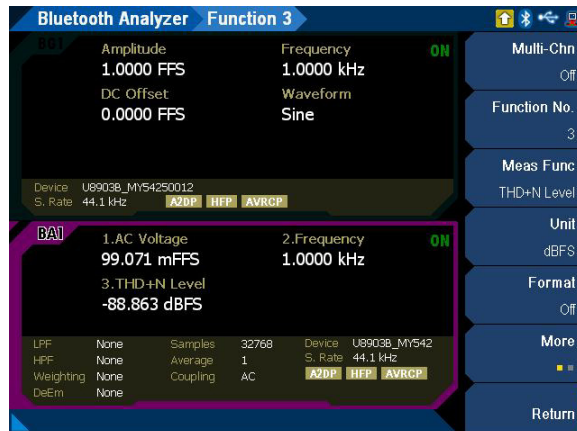 Bluetooth Analyzer Function 3
BG1
Amplitude Frequency ON
1.0000 FFS 1.0000 kHz
DC Offset Waveform
0.0000 FFS Sine
Device U8903B_MY54250012
S. Rate 44.1 kHz A2DP HFP AVRCP
BA1
1.AC Voltage 2.Frequency ON
99.071 mFFS 1.0000 kHz
3.THD+N Level
-88.863 dBFS
LPF None Samples 32768 Device U8903B_MY542
HPF None Average 1 S. Rate 44.1 kHz
Weighting None Coupling AC A2DP HFP AVRCP
DeEm None
Multi-Chn
Off
Function No.
3
Meas Func
THD+N Level
Unit
dBFS
Format
Off
More
Return